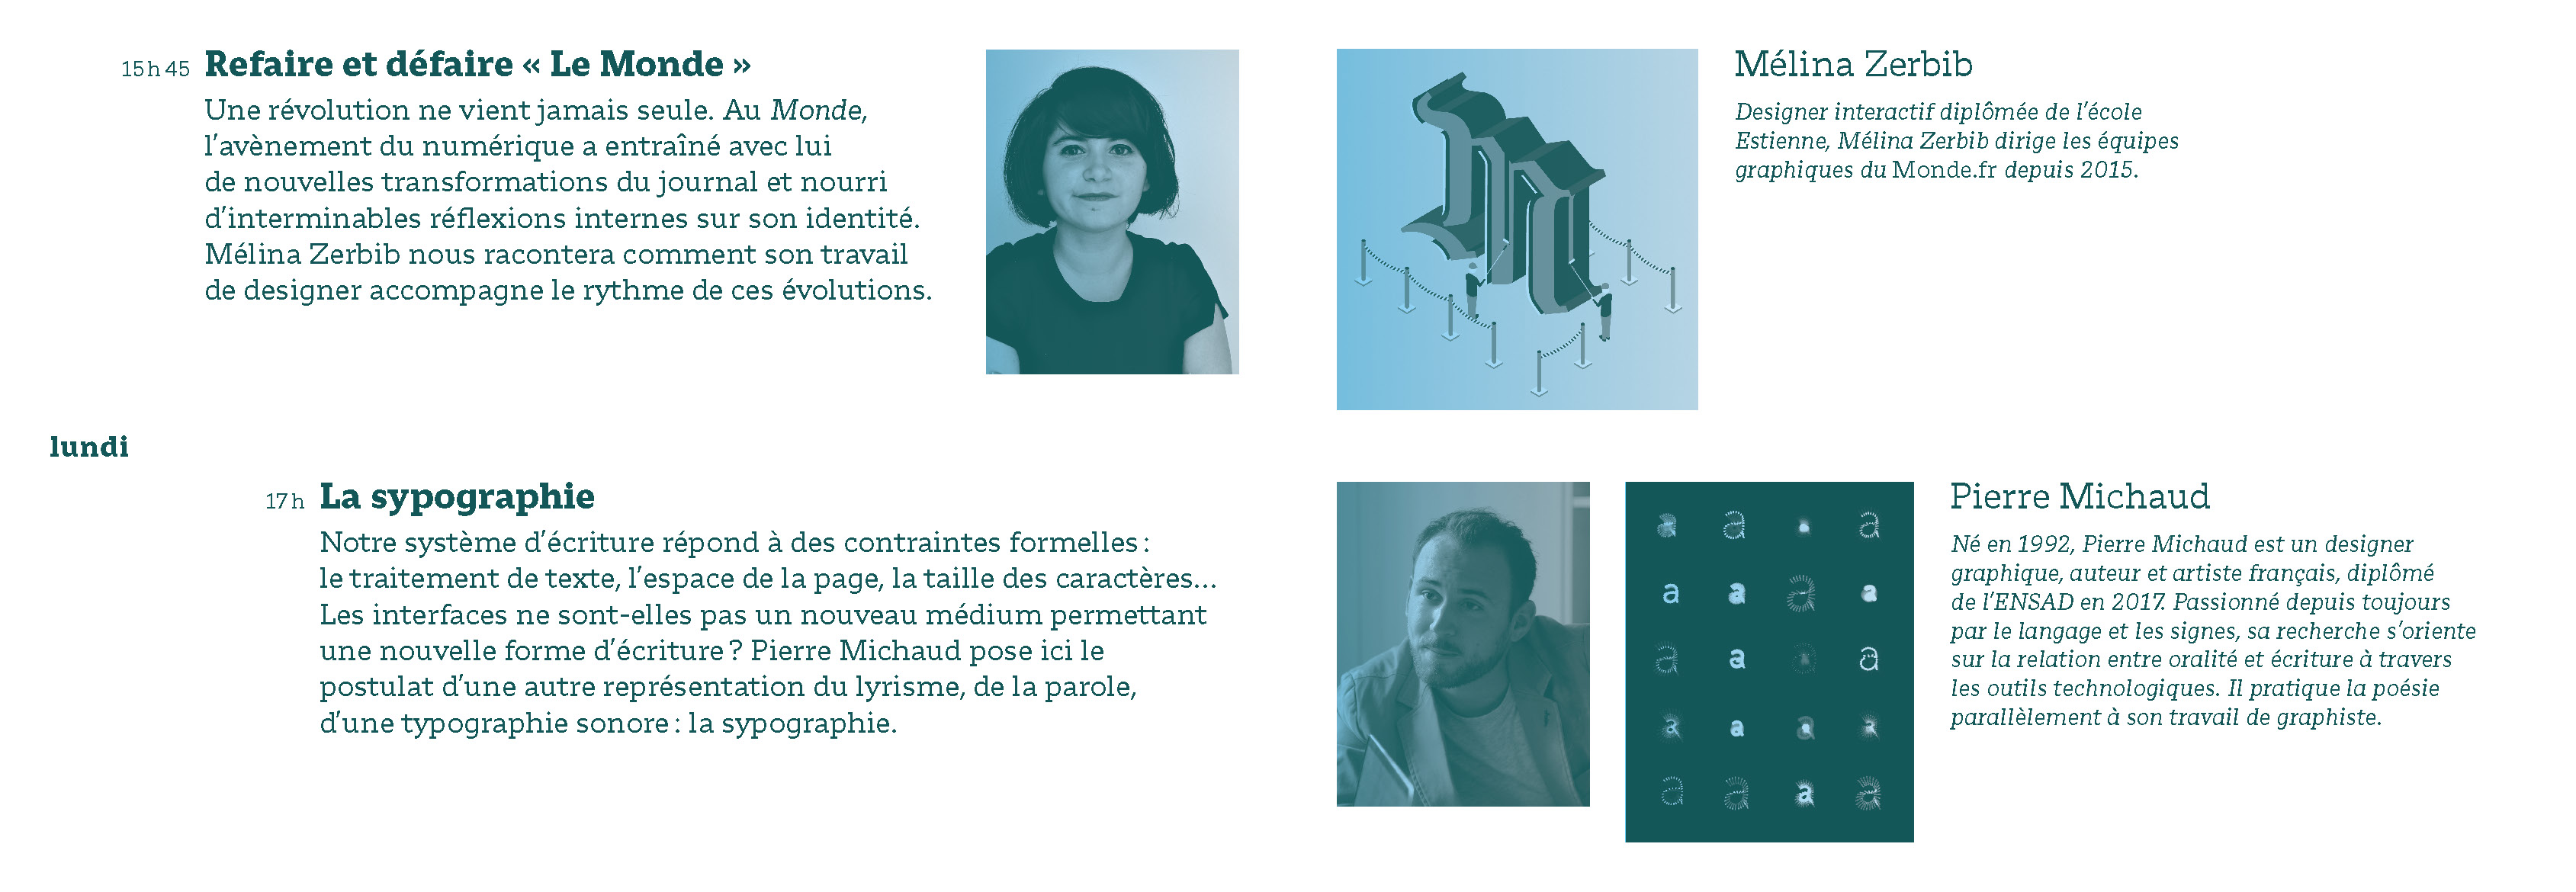 15 h 45 Refaire et défaire « Le Monde »
Une révolution ne vient jamais seule. Au Monde,
l’avènement du numérique a entraîné avec lui
de nouvelles transformations du journal et nourri
d’interminables réflexions internes sur son identité.
Mélina Zerbib nous racontera comment son travail
de designer accompagne le rythme de ces évolutions.
Mélina Zerbib
Designer interactif diplômée de l’école
Estienne, Mélina Zerbib dirige les équipes
graphiques du Monde.fr depuis 2015.
lundi
17 h La sypographie
Notre système d’écriture répond à des contraintes formelles :
le traitement de texte, l’espace de la page, la taille des caractères…
Les interfaces ne sont-elles pas un nouveau médium permettant
une nouvelle forme d’écriture ? Pierre Michaud pose ici le
postulat d’une autre représentation du lyrisme, de la parole,
d’une typographie sonore : la sypographie.
a a a a
a a a a
a a a a
a a a a
a a a a
Pierre Michaud
Né en 1992, Pierre Michaud est un designer
graphique, auteur et artiste français, diplômé
de l’ENSAD en 2017. Passionné depuis toujours
par le langage et les signes, sa recherche s’oriente
sur la relation entre oralité et écriture à travers
les outils technologiques. Il pratique la poésie
parallèlement à son travail de graphiste.